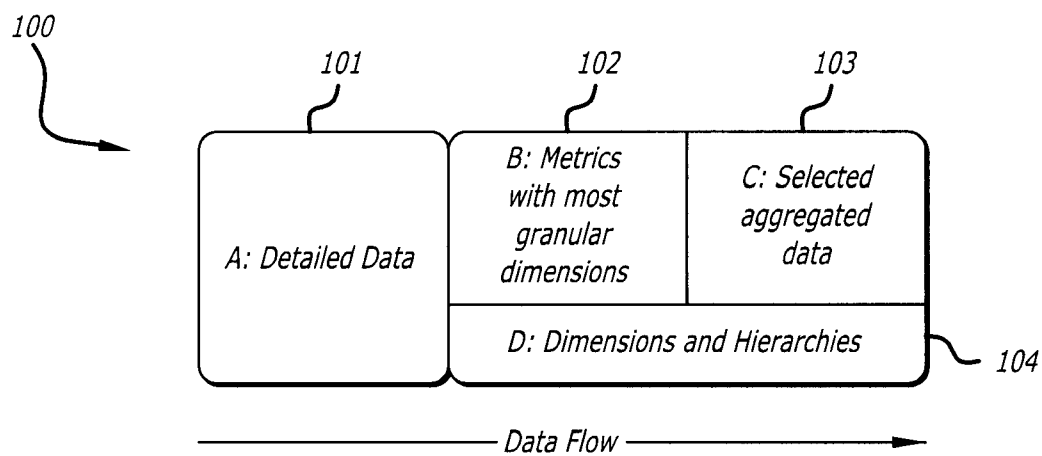 100
101
102
103
A: Detailed Data
B: Metrics
with most
granular
dimensions
C: Selected
aggregated
data
D: Dimensions and Hierarchies
104
Data Flow